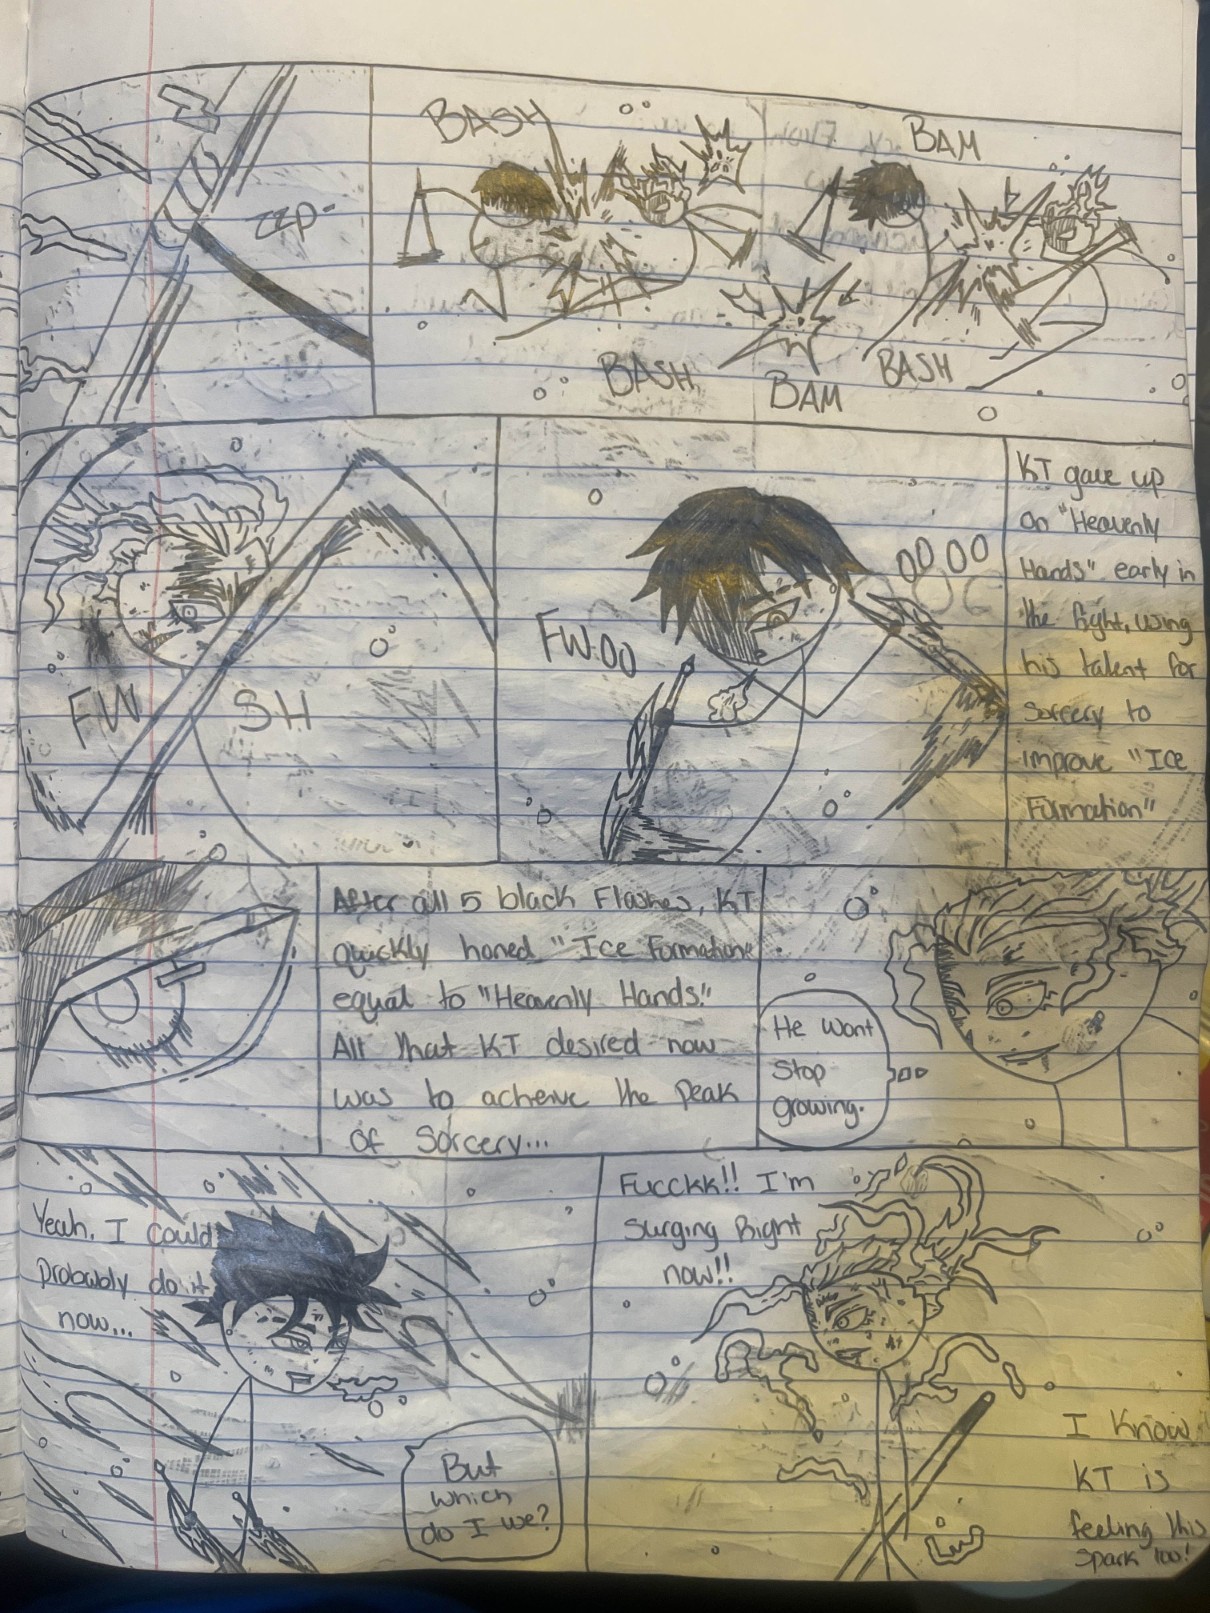 ZZP-
BASH
BAM
BASH
BAM
BASH
FW
SH
FWOO
OOOO
KT gave up
on "Heavenly
Hands" early in
the fight, using
his talent for
Sorcery to
improve "Ice
Formation"
After all 5 black Flashes, KT
quickly honed "Ice Formation"
equal to "Heavenly Hands."
All that KT desired now
was to acheive the peak
of Sorcery...
He wont
stop
growing.
Yeah, I could
probably do it
now...
But
which
do I use?
Fucckk!! I'm
surging Right
now!!
I know
KT is
feeling this
spark too!